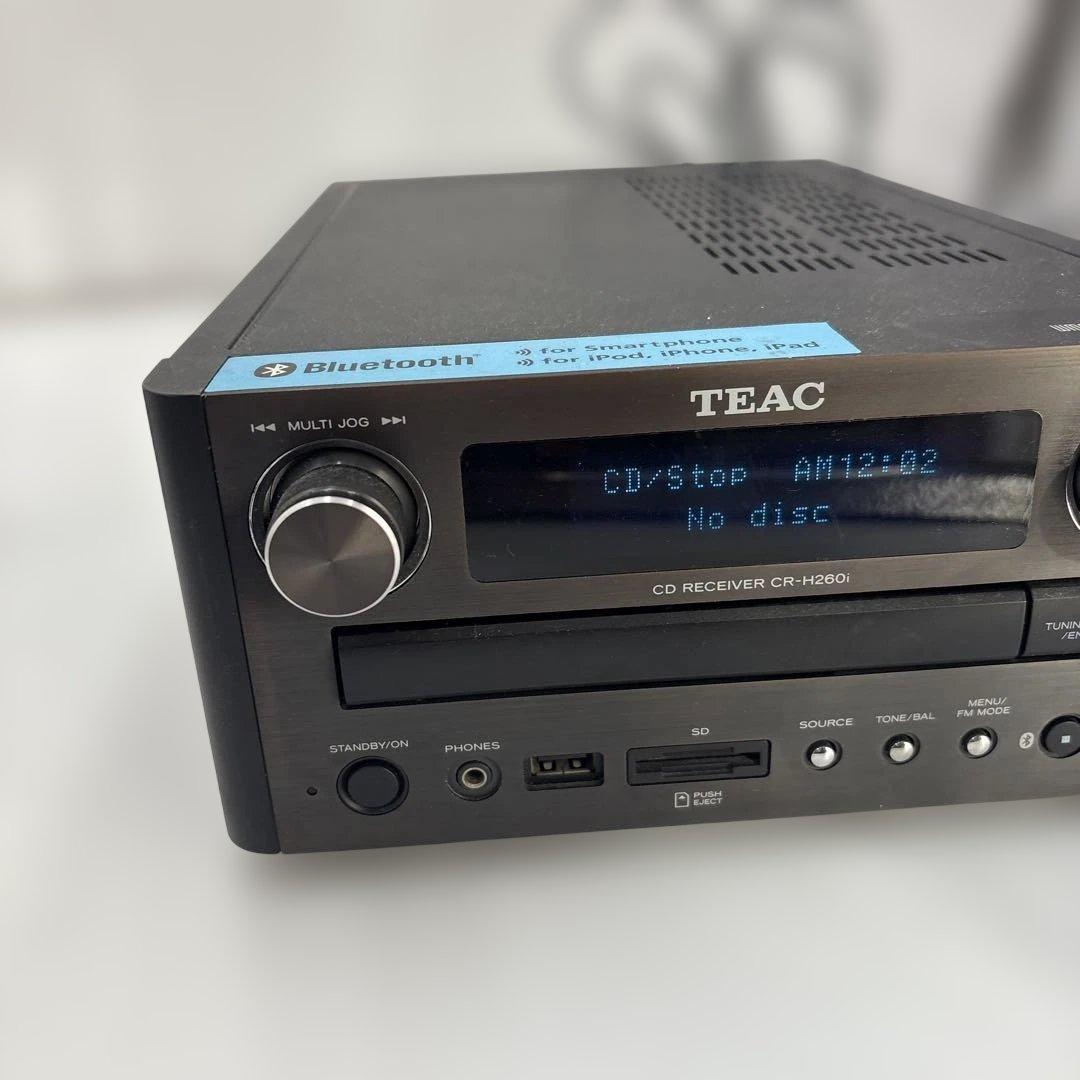 Bluetooth®
for Smartphone
for iPod, iPhone, iPad
TEAC
MULTI JOG
CD/Stop AM12:02
No disc
CD RECEIVER CR-H260i
STANDBY/ON
PHONES
SD
PUSH
EJECT
SOURCE
TONE/BAL
MENU/
FM MODE